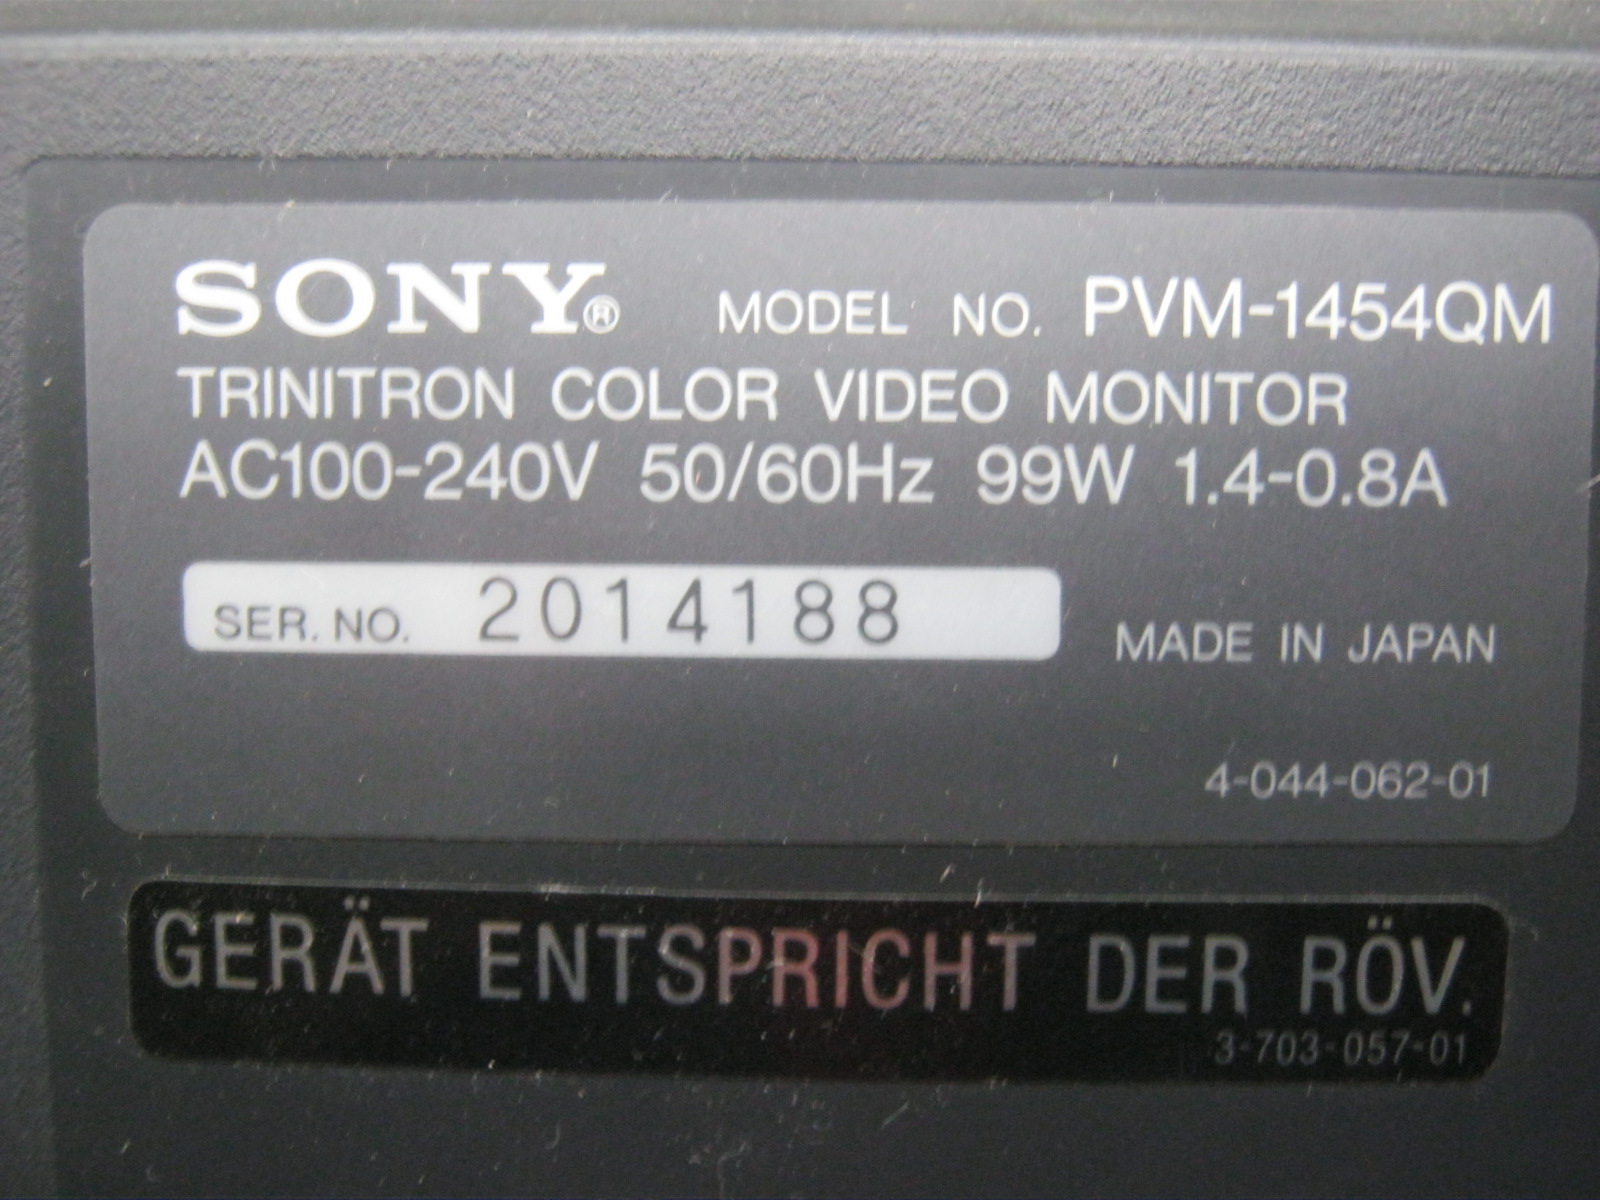 SONY® MODEL NO. PVM-1454QM
TRINITRON COLOR VIDEO MONITOR
AC100-240V 50/60Hz 99W 1.4-0.8A
SER. NO. 2014188
MADE IN JAPAN
4-044-062-01
GERÄT ENTSPRICHT DER RÖV.
3-703-057-01